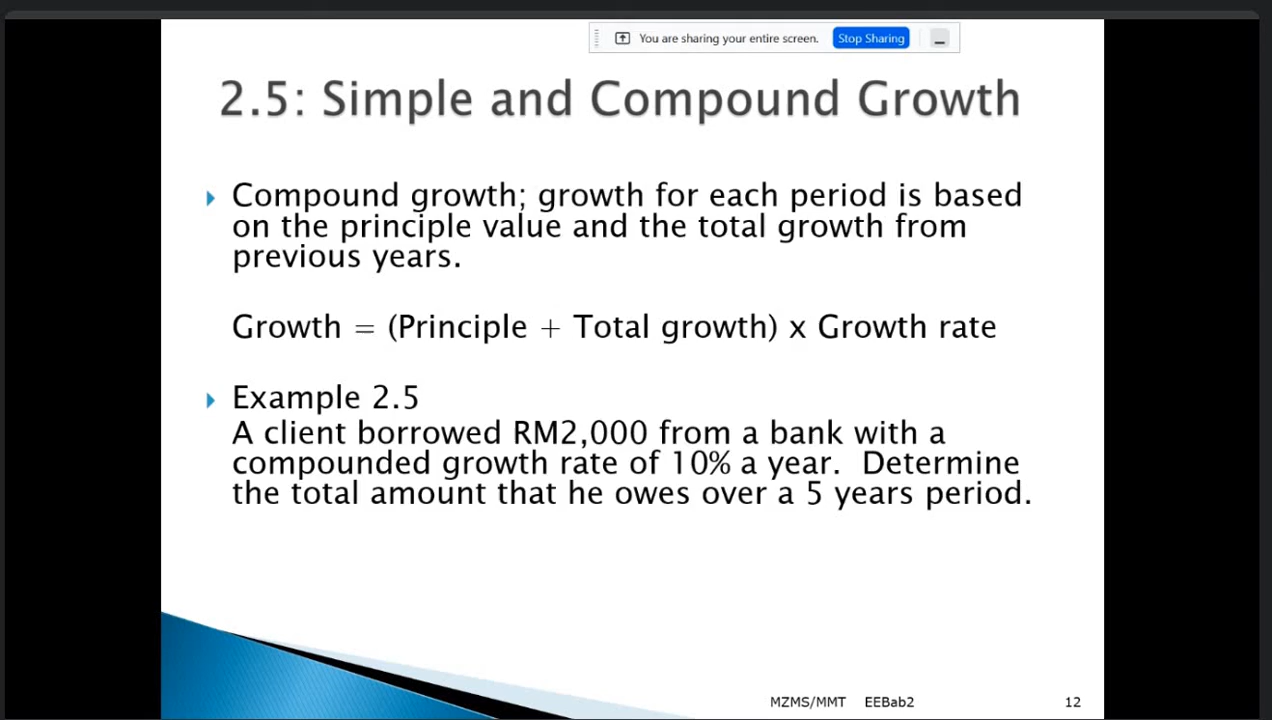 You are sharing your entire screen. Stop Sharing
2.5: Simple and Compound Growth
Compound growth; growth for each period is based
on the principle value and the total growth from
previous years.
Growth = (Principle + Total growth) x Growth rate
Example 2.5
A client borrowed RM2,000 from a bank with a
compounded growth rate of 10% a year. Determine
the total amount that he owes over a 5 years period.
MZMS/MMT EEBab2 12